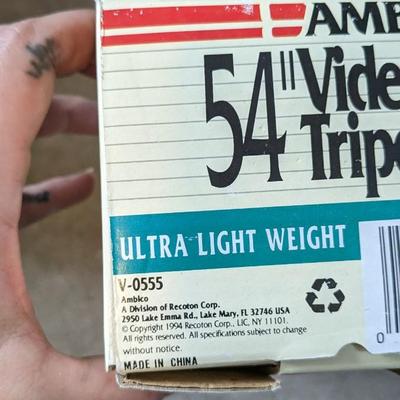 AMB
54" Vide
Trip
ULTRA LIGHT WEIGHT
V-0555
Ambico
A Division of Recoton Corp.
2950 Lake Emma Rd., Lake Mary, FL 32746 USA
© Copyright 1994 Recoton Corp., LIC, NY 11101.
All rights reserved. All specifications subject to change
without notice.
MADE IN CHINA
0